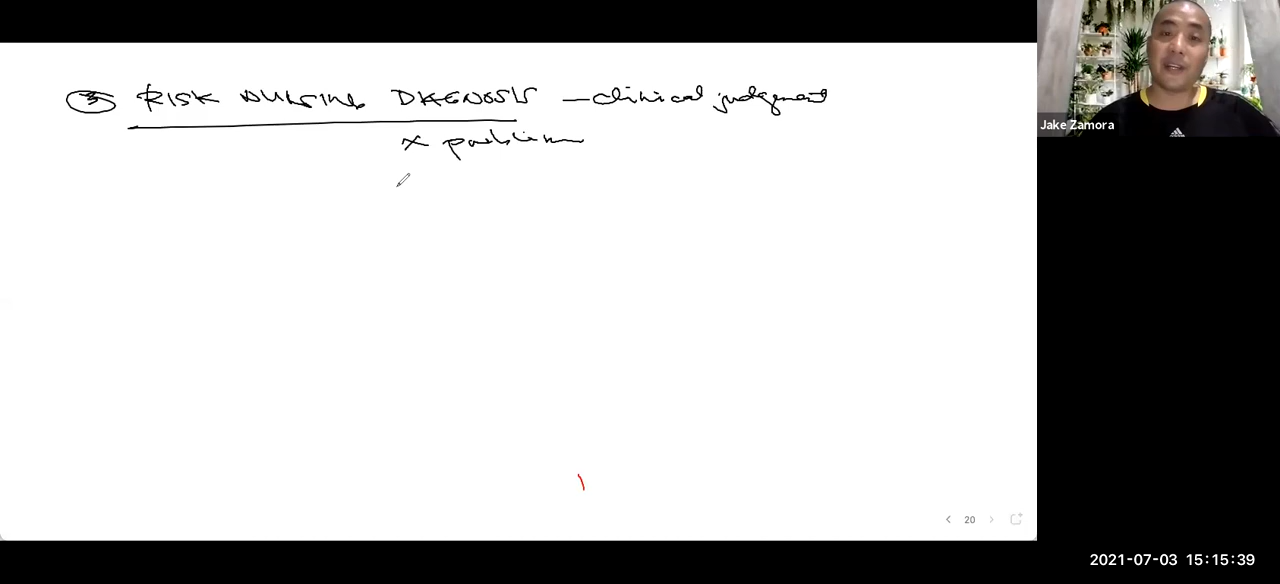 ③ RISK NURSING DIAGNOSIS – clinical judgment
x problem
Jake Zamora
20
2021-07-03 15:15:39